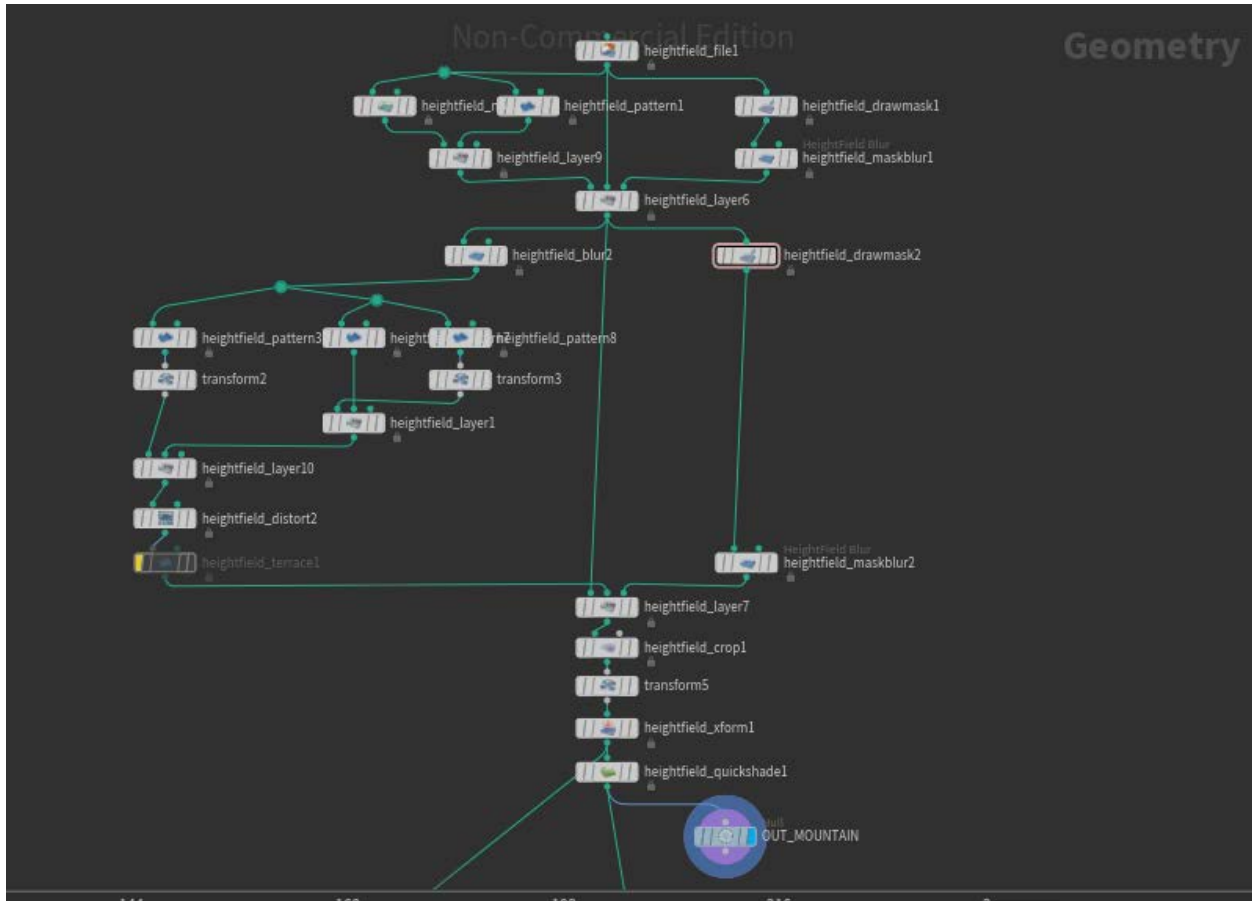 Non-Commercial Edition
Geometry
heightfield_file1
heightfield_pattern1
heightfield_drawmask1
heightfield_layer9
HeightField Blur
heightfield_maskblur1
heightfield_layer6
heightfield_blur2
heightfield_drawmask2
heightfield_pattern3
heightfield_pattern8
transform2
transform3
heightfield_layer1
heightfield_layer10
heightfield_distort2
heightfield_terrace1
HeightField Blur
heightfield_maskblur2
heightfield_layer7
heightfield_crop1
transform5
heightfield_xform1
heightfield_quickshade1
Null
OUT_MOUNTAIN